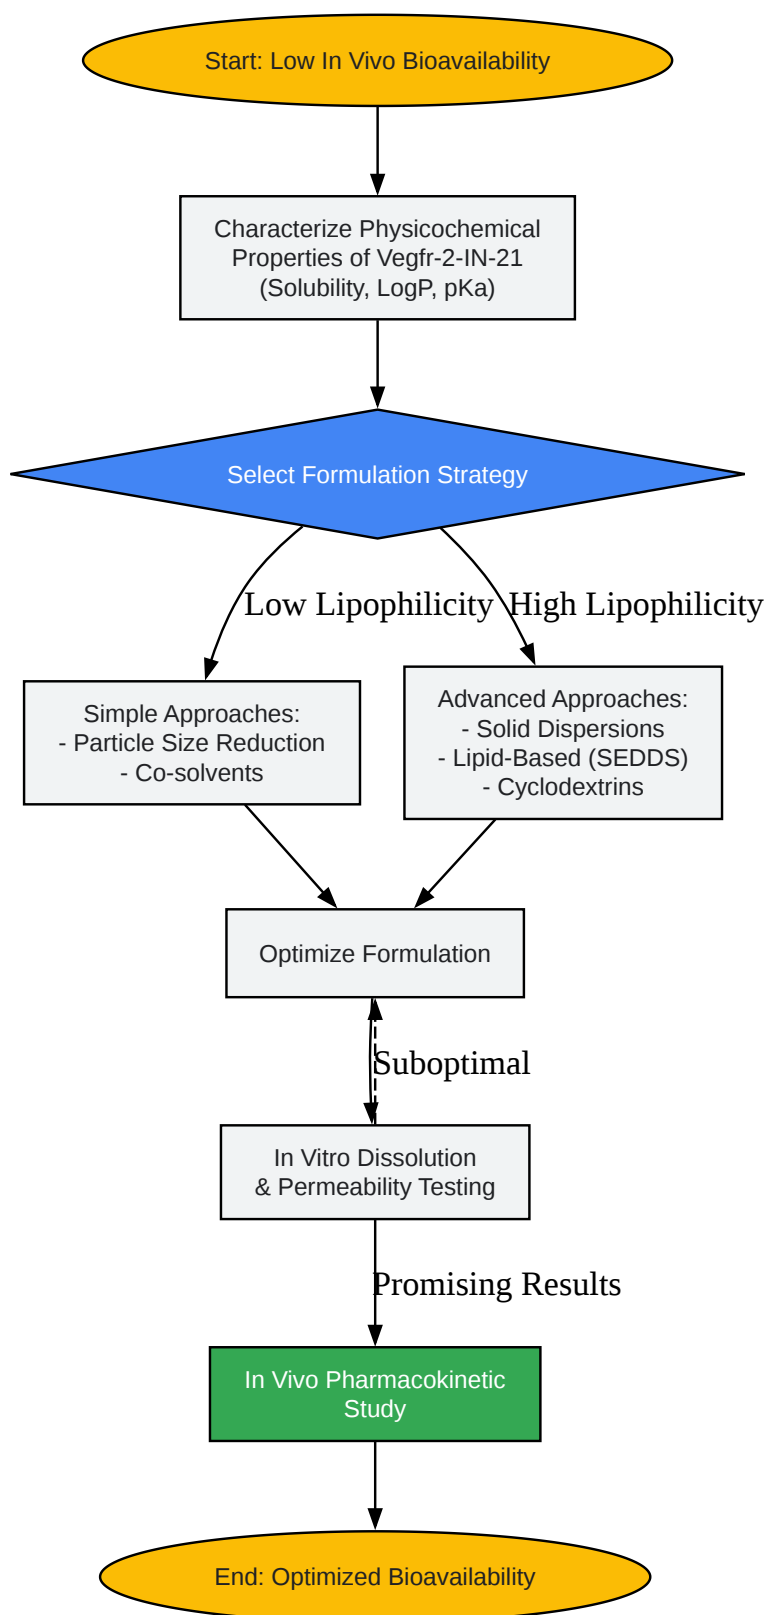 Start: Low In Vivo Bioavailability
Characterize Physicochemical
Properties of Vegfr-2-IN-21
(Solubility, LogP, pKa)
Select Formulation Strategy
Low Lipophilicity
High Lipophilicity
Simple Approaches:
- Particle Size Reduction
- Co-solvents
Advanced Approaches:
- Solid Dispersions
- Lipid-Based (SEDDS)
- Cyclodextrins
Optimize Formulation
Suboptimal
In Vitro Dissolution
& Permeability Testing
Promising Results
In Vivo Pharmacokinetic
Study
End: Optimized Bioavailability